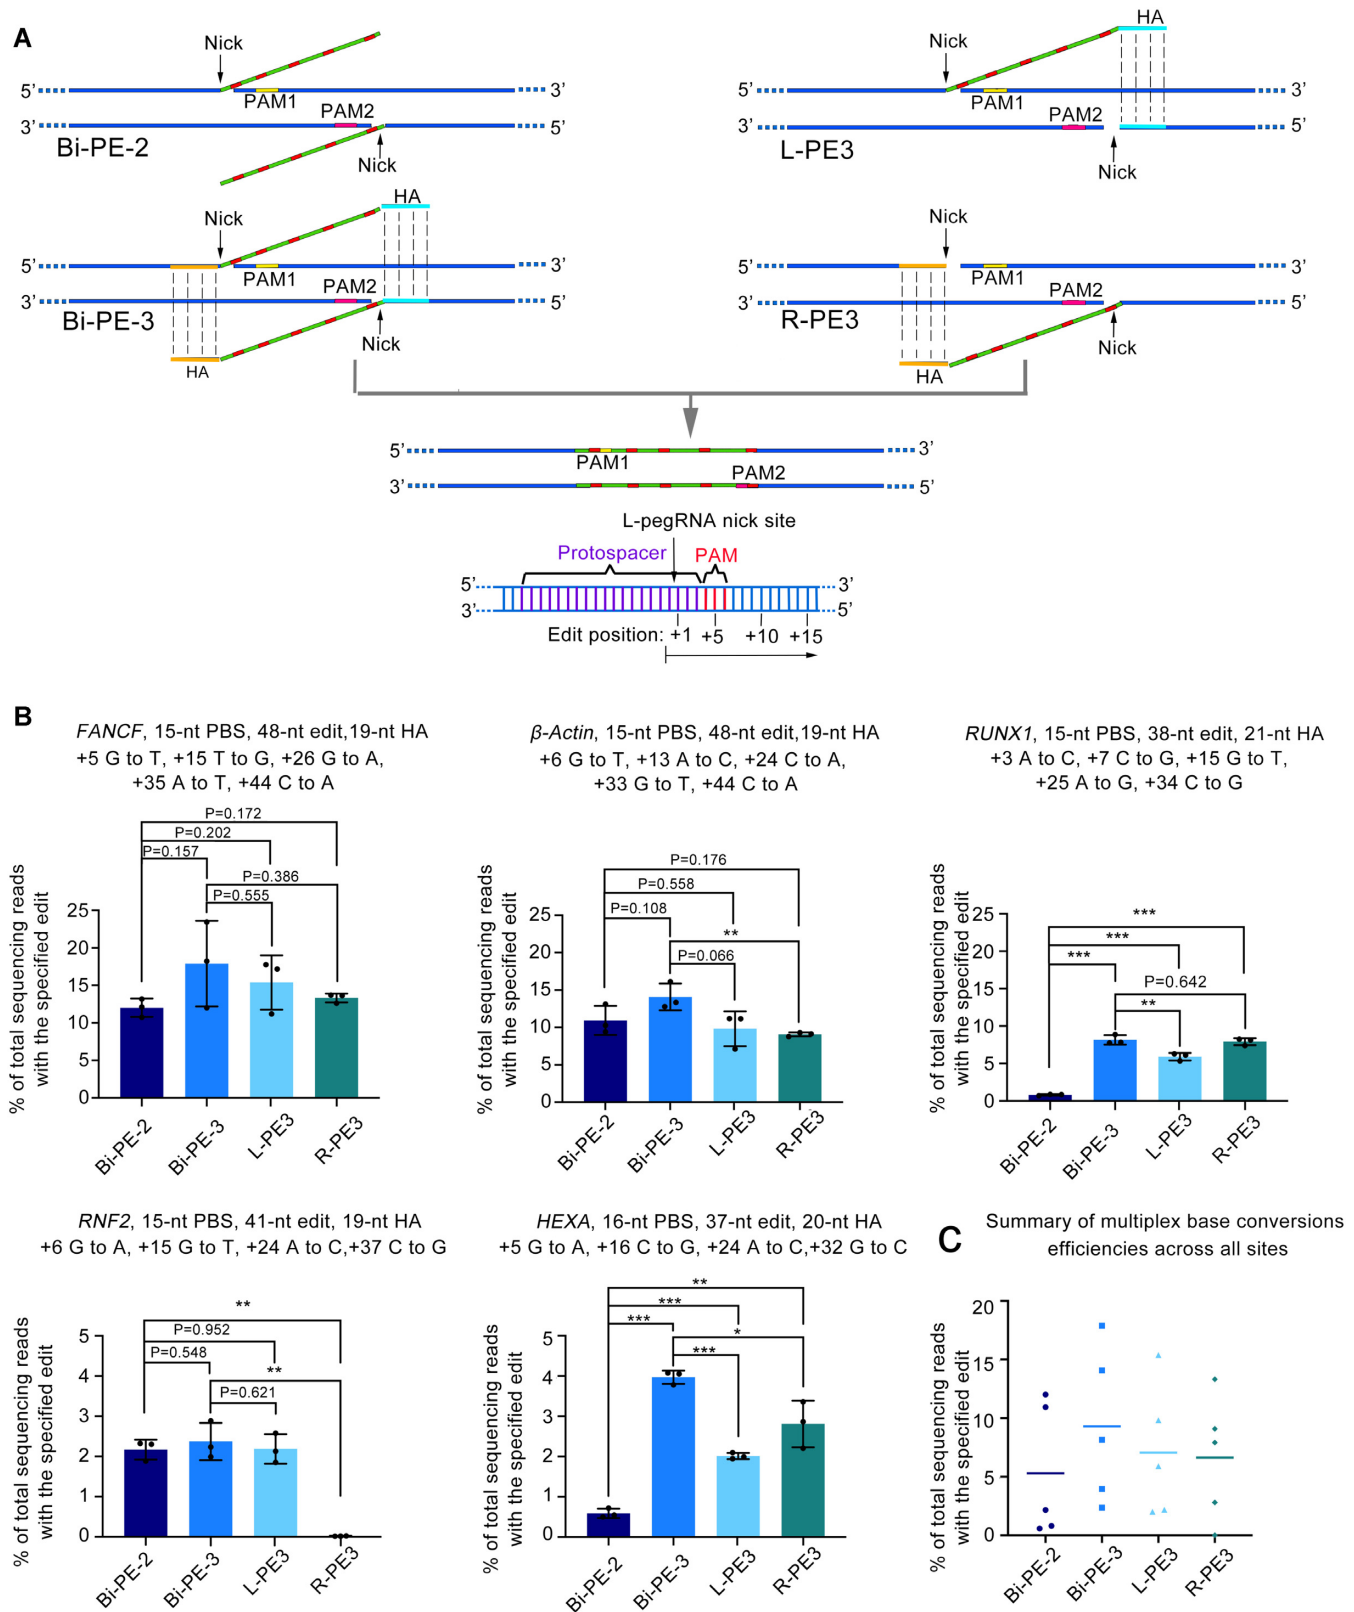 A
Nick
5’
3’
PAM1
PAM2
3’
5’
Bi-PE-2
Nick
HA
Nick
5’
3’
PAM1
PAM2
3’
5’
L-PE3
Nick
HA
Nick
5’
3’
PAM1
PAM2
3’
5’
Bi-PE-3
Nick
HA
Nick
5’
3’
PAM1
PAM2
3’
5’
R-PE3
Nick
HA
5’
3’
PAM1
PAM2
3’
5’
L-pegRNA nick site
Protospacer
PAM
5’
3’
3’
5’
Edit position: +1 +5 +10 +15
B
FANCF, 15-nt PBS, 48-nt edit,19-nt HA
+5 G to T, +15 T to G, +26 G to A,
+35 A to T, +44 C to A
P=0.172
P=0.202
P=0.157
P=0.386
P=0.555
% of total sequencing reads
with the specified edit
25
20
15
10
5
0
Bi-PE-2
Bi-PE-3
L-PE3
R-PE3
β-Actin, 15-nt PBS, 48-nt edit,19-nt HA
+6 G to T, +13 A to C, +24 C to A,
+33 G to T, +44 C to A
P=0.176
P=0.558
P=0.108
**
P=0.066
% of total sequencing reads
with the specified edit
25
20
15
10
5
0
Bi-PE-2
Bi-PE-3
L-PE3
R-PE3
RUNX1, 15-nt PBS, 38-nt edit, 21-nt HA
+3 A to C, +7 C to G, +15 G to T,
+25 A to G, +34 C to G
***
***
***
P=0.642
**
% of total sequencing reads
with the specified edit
25
20
15
10
5
0
Bi-PE-2
Bi-PE-3
L-PE3
R-PE3
RNF2, 15-nt PBS, 41-nt edit, 19-nt HA
+6 G to A, +15 G to T, +24 A to C,+37 C to G
**
P=0.952
P=0.548
**
P=0.621
% of total sequencing reads
with the specified edit
5
4
3
2
1
0
Bi-PE-2
Bi-PE-3
L-PE3
R-PE3
HEXA, 16-nt PBS, 37-nt edit, 20-nt HA
+5 G to A, +16 C to G, +24 A to C,+32 G to C
**
***
***
*
***
% of total sequencing reads
with the specified edit
5
4
3
2
1
0
Bi-PE-2
Bi-PE-3
L-PE3
R-PE3
C
Summary of multiplex base conversions
efficiencies across all sites
% of total sequencing reads
with the specified edit
20
15
10
5
0
Bi-PE-2
Bi-PE-3
L-PE3
R-PE3